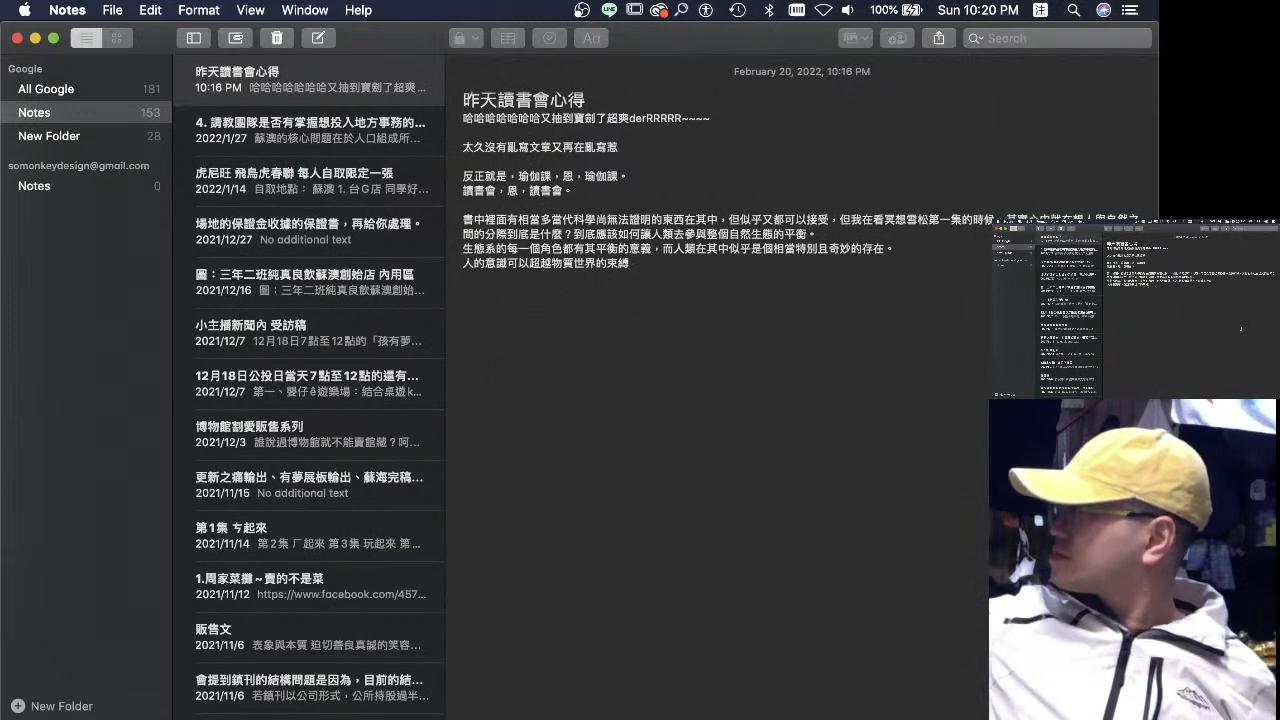 Notes File Edit Format View Window Help
100% Sun 10:20 PM 注
Search
Google
All Google 181
Notes 153
New Folder 28
somonkeydesign@gmail.com
Notes 0
New Folder
昨天讀書會心得
10:16 PM 哈哈哈哈哈哈哈又抽到寶劍了超爽...
4. 請教團隊是否有掌握想投入地方事務的...
2022/1/27 蘇澳的核心問題在於人口組成所...
虎尼旺 飛鳥虎春聯 每人自取限定一張
2022/1/14 自取地點： 蘇澳 1. 台G店 同學好...
場地的保證金收據的保證書，再給你處理。
2021/12/27 No additional text
圖：三年二班純真皮款蘇澳創始店 內用區
2021/12/16 圖：三年二班純真皮款蘇澳創始...
小主播新聞內 受訪稿
2021/12/7 12月18日7點至12點的「孩有夢...
12月18日公投日當天7點至12點的還有...
2021/12/7 第一、嬰仔ê遊樂場：結合繞遊k...
博物館割愛販售系列
2021/12/3 誰說過博物館就不能賣館藏？呵...
更新之痛輸出、有夢展板輸出、蘇海完稿...
2021/11/15 No additional text
第1集 ㄘ起來
2021/11/14 第2集 ㄏ起來 第3集 玩起來 第...
1.周家菜攤~賣的不是菜
2021/11/12 https://www.facebook.com/457...
販售文
2021/11/6 表象與本質 迫切善良真誠的笑容...
會提到鎮刊的結構問題是因為，目前的結...
2021/11/6 若鎮刊以公司形式，公所持股過半...
February 20, 2022, 10:16 PM
昨天讀書會心得
哈哈哈哈哈哈哈又抽到寶劍了超爽derRRRRR~~~~
太久沒有亂寫文章又再在亂寫惹
反正就是，瑜伽課，恩，瑜伽課。
讀書會，恩，讀書會。
書中裡面有相當多當代科學尚無法證明的東西在其中，但似乎又都可以接受，但我在看冥想雪松第一集的時候，其實心中就在想人與自然之
間的分際到底是什麼？到底應該如何讓人類去參與整個自然生態的平衡。
生態系的每一個角色都有其平衡的意義，而人類在其中似乎是個相當特別且奇妙的存在。
人的意識可以超越物質世界的束縛